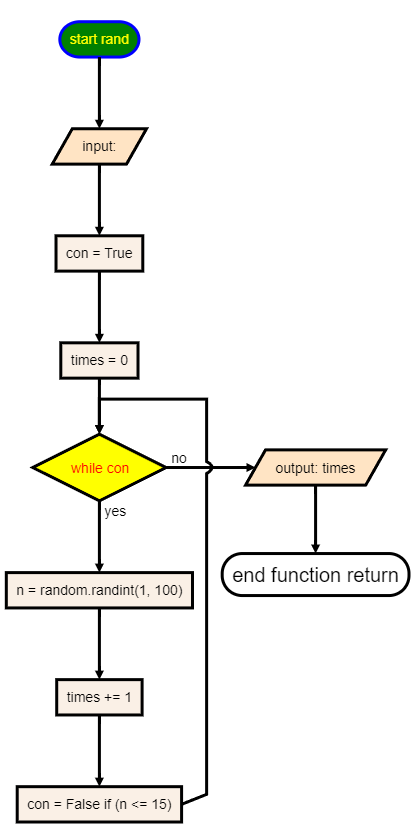 start rand
input:
con = True
times = 0
while con
no
output: times
yes
end function return
n = random.randint(1, 100)
times += 1
con = False if (n <= 15)